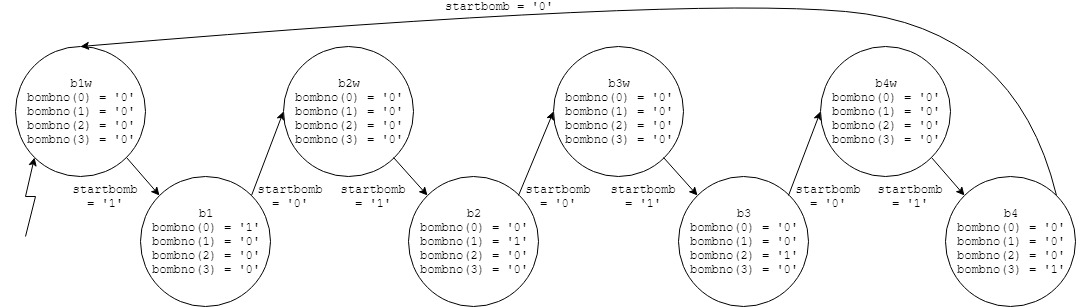 startbomb = '0'
b1w
bombno(0) = '0'
bombno(1) = '0'
bombno(2) = '0'
bombno(3) = '0'
b2w
bombno(0) = '0'
bombno(1) = '0'
bombno(2) = '0'
bombno(3) = '0'
b3w
bombno(0) = '0'
bombno(1) = '0'
bombno(2) = '0'
bombno(3) = '0'
b4w
bombno(0) = '0'
bombno(1) = '0'
bombno(2) = '0'
bombno(3) = '0'
startbomb
= '1'
startbomb
= '0'
startbomb
= '1'
startbomb
= '0'
startbomb
= '1'
startbomb
= '0'
startbomb
= '1'
b1
bombno(0) = '1'
bombno(1) = '0'
bombno(2) = '0'
bombno(3) = '0'
b2
bombno(0) = '0'
bombno(1) = '1'
bombno(2) = '0'
bombno(3) = '0'
b3
bombno(0) = '0'
bombno(1) = '0'
bombno(2) = '1'
bombno(3) = '0'
b4
bombno(0) = '0'
bombno(1) = '0'
bombno(2) = '0'
bombno(3) = '1'